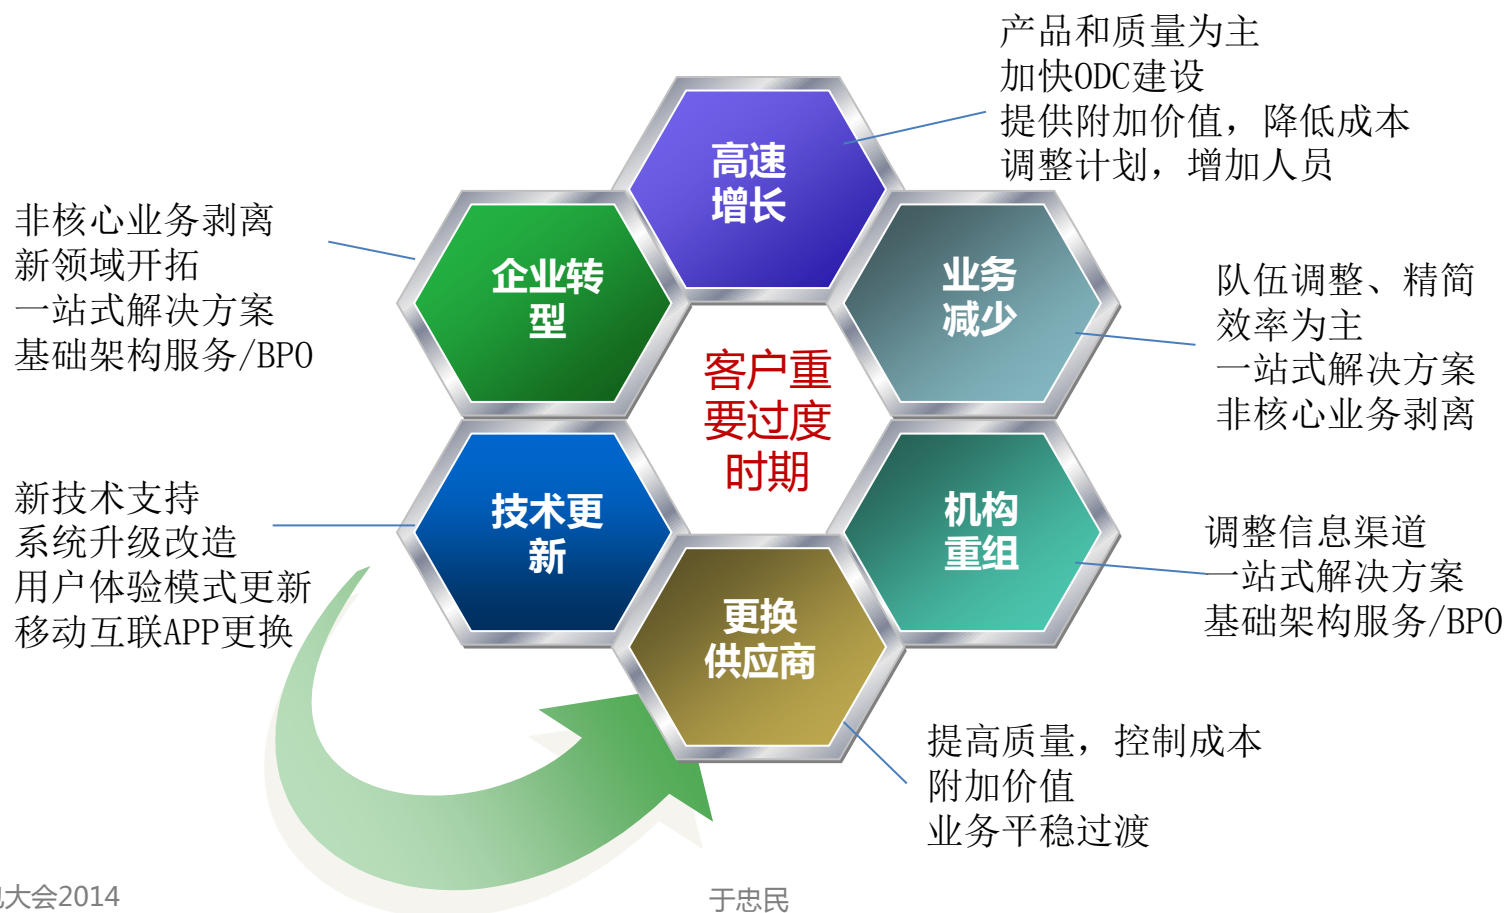 产品和质量为主
加快ODC建设
提供附加价值，降低成本
调整计划，增加人员
高速
增长
非核心业务剥离
新领域开拓
一站式解决方案
基础架构服务/BPO
企业转
型
业务
减少
队伍调整、精简
效率为主
一站式解决方案
非核心业务剥离
客户重
要过度
时期
新技术支持
系统升级改造
用户体验模式更新
移动互联APP更换
技术更
新
机构
重组
调整信息渠道
一站式解决方案
基础架构服务/BPO
更换
供应商
提高质量，控制成本
附加价值
业务平稳过渡
大会2014
于忠民